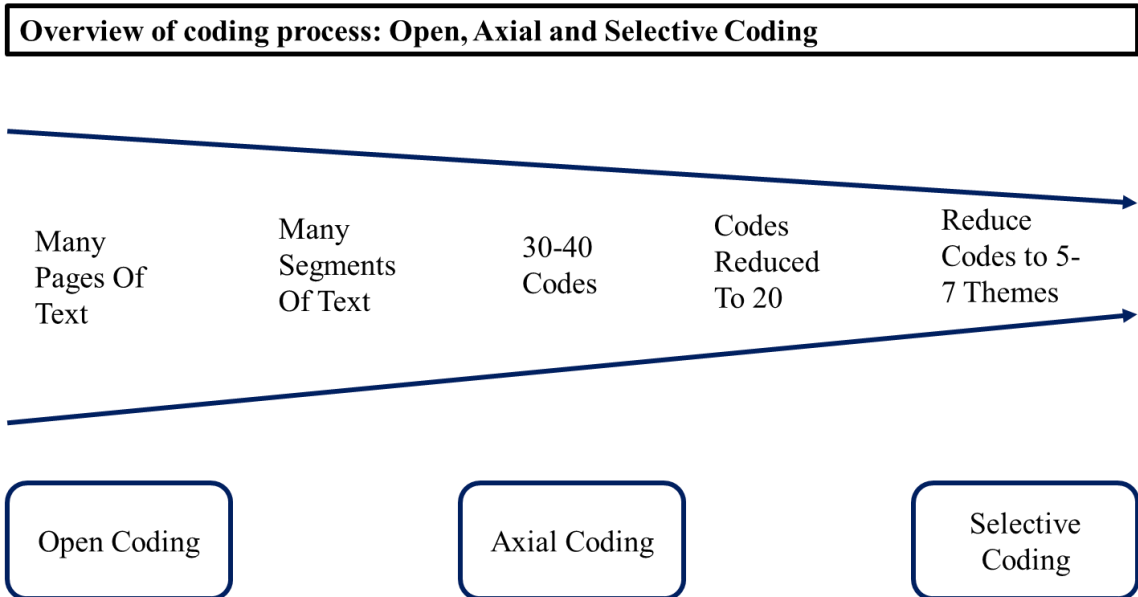 Overview of coding process: Open, Axial and Selective Coding
Many
Pages Of
Text
Many
Segments
Of Text
30-40
Codes
Codes
Reduced
To 20
Reduce
Codes to 5-
7 Themes
Open Coding
Axial Coding
Selective
Coding